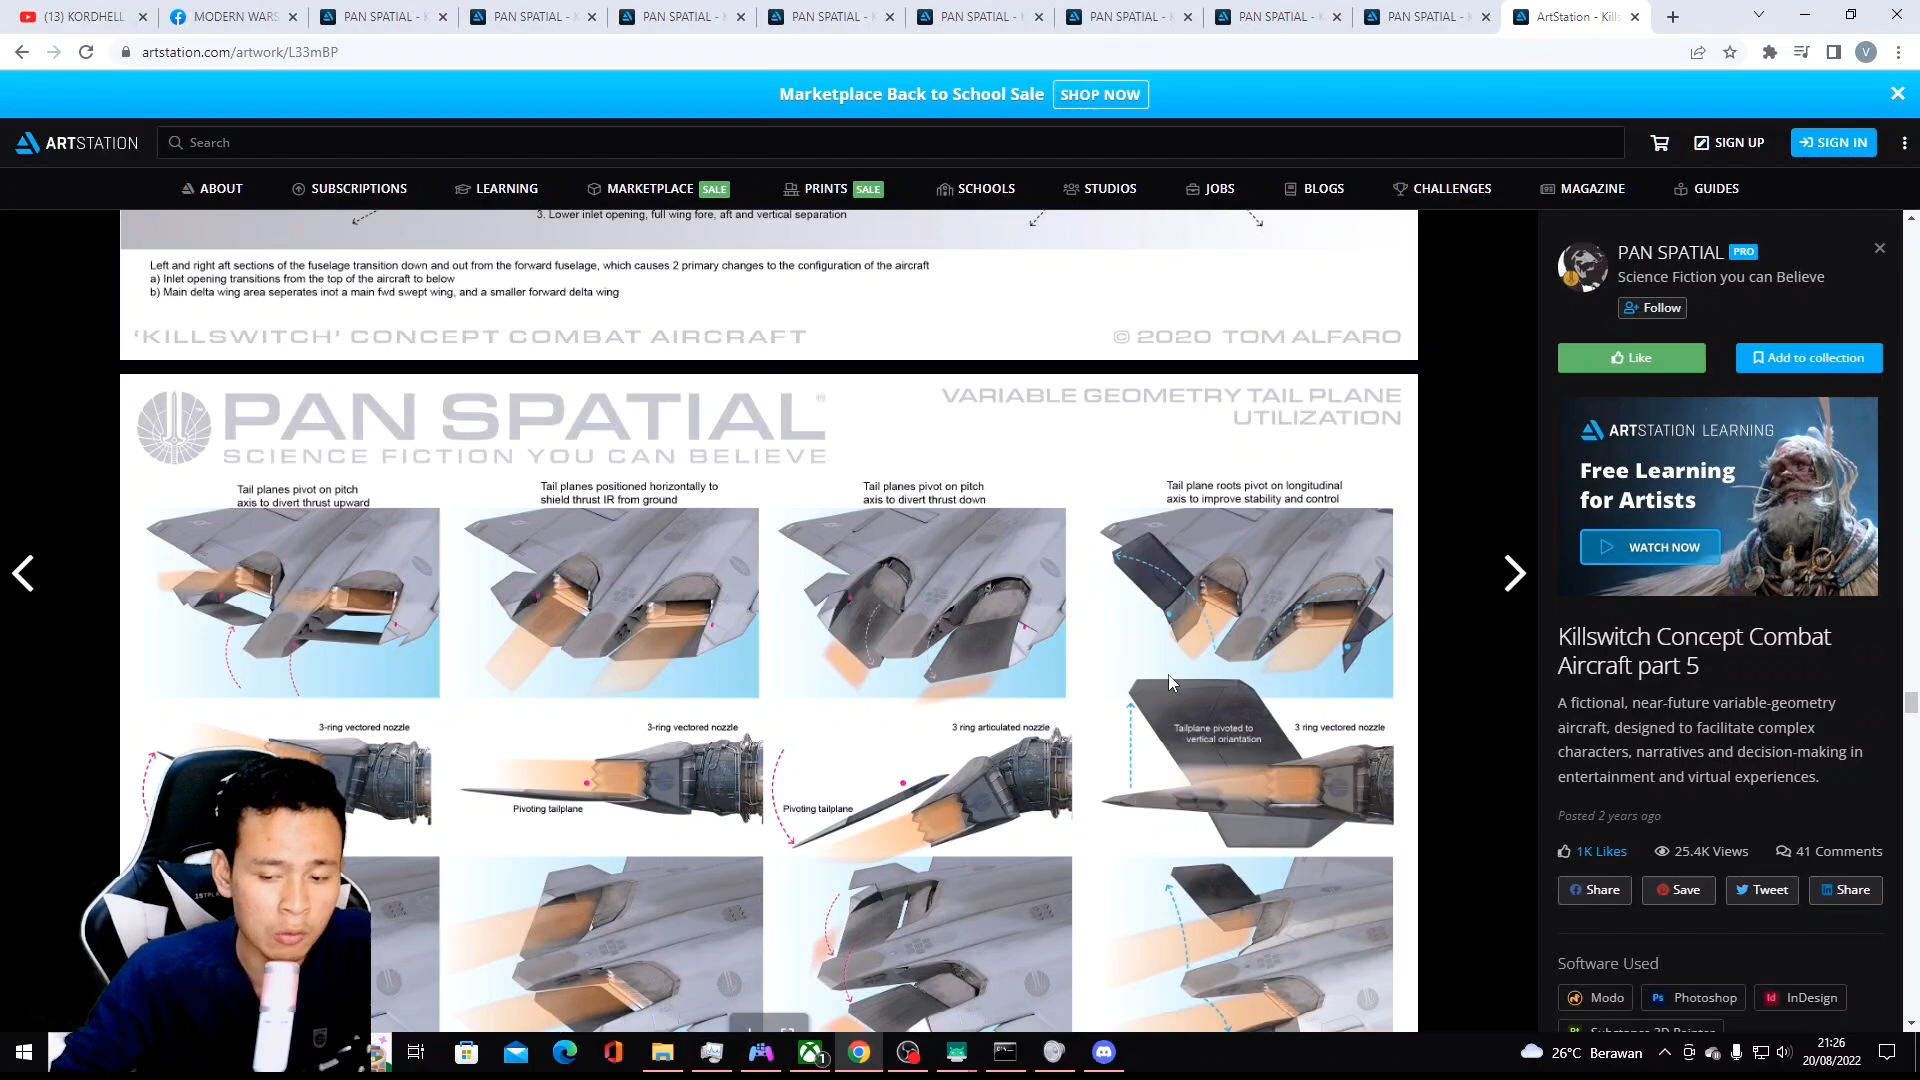 (13) KORDHELL
MODERN WARS
PAN SPATIAL - K
PAN SPATIAL - K
PAN SPATIAL - K
PAN SPATIAL - K
PAN SPATIAL - K
PAN SPATIAL - K
PAN SPATIAL - K
PAN SPATIAL - K
ArtStation - Kills
artstation.com/artwork/L33mBP
V
Marketplace Back to School Sale SHOP NOW
ARTSTATION
Search
SIGN UP
SIGN IN
ABOUT
SUBSCRIPTIONS
LEARNING
MARKETPLACE SALE
PRINTS SALE
SCHOOLS
STUDIOS
JOBS
BLOGS
CHALLENGES
MAGAZINE
GUIDES
3. Lower inlet opening, full wing fore, aft and vertical separation
Left and right aft sections of the fuselage transition down and out from the forward fuselage, which causes 2 primary changes to the configuration of the aircraft
a) Inlet opening transitions from the top of the aircraft to below
b) Main delta wing area seperates inot a main fwd swept wing, and a smaller forward delta wing
'KILLSWITCH' CONCEPT COMBAT AIRCRAFT
© 2020 TOM ALFARO
PAN SPATIAL
SCIENCE FICTION YOU CAN BELIEVE
VARIABLE GEOMETRY TAIL PLANE
UTILIZATION
Tail planes pivot on pitch
axis to divert thrust upward
Tail planes positioned horizontally to
shield thrust IR from ground
Tail planes pivot on pitch
axis to divert thrust down
Tail plane roots pivot on longitudinal
axis to improve stability and control
3-ring vectored nozzle
3-ring vectored nozzle
Pivoting tailplane
3 ring articulated nozzle
Pivoting tailplane
Tailplane pivoted to
vertical oriantation
3 ring vectored nozzle
PAN SPATIAL PRO
Science Fiction you can Believe
Follow
Like
Add to collection
ARTSTATION LEARNING
Free Learning
for Artists
WATCH NOW
Killswitch Concept Combat
Aircraft part 5
A fictional, near-future variable-geometry
aircraft, designed to facilitate complex
characters, narratives and decision-making in
entertainment and virtual experiences.
Posted 2 years ago
1K Likes
25.4K Views
41 Comments
Share
Save
Tweet
Share
Software Used
Modo
Photoshop
InDesign
1
26°C Berawan
21:26
20/08/2022